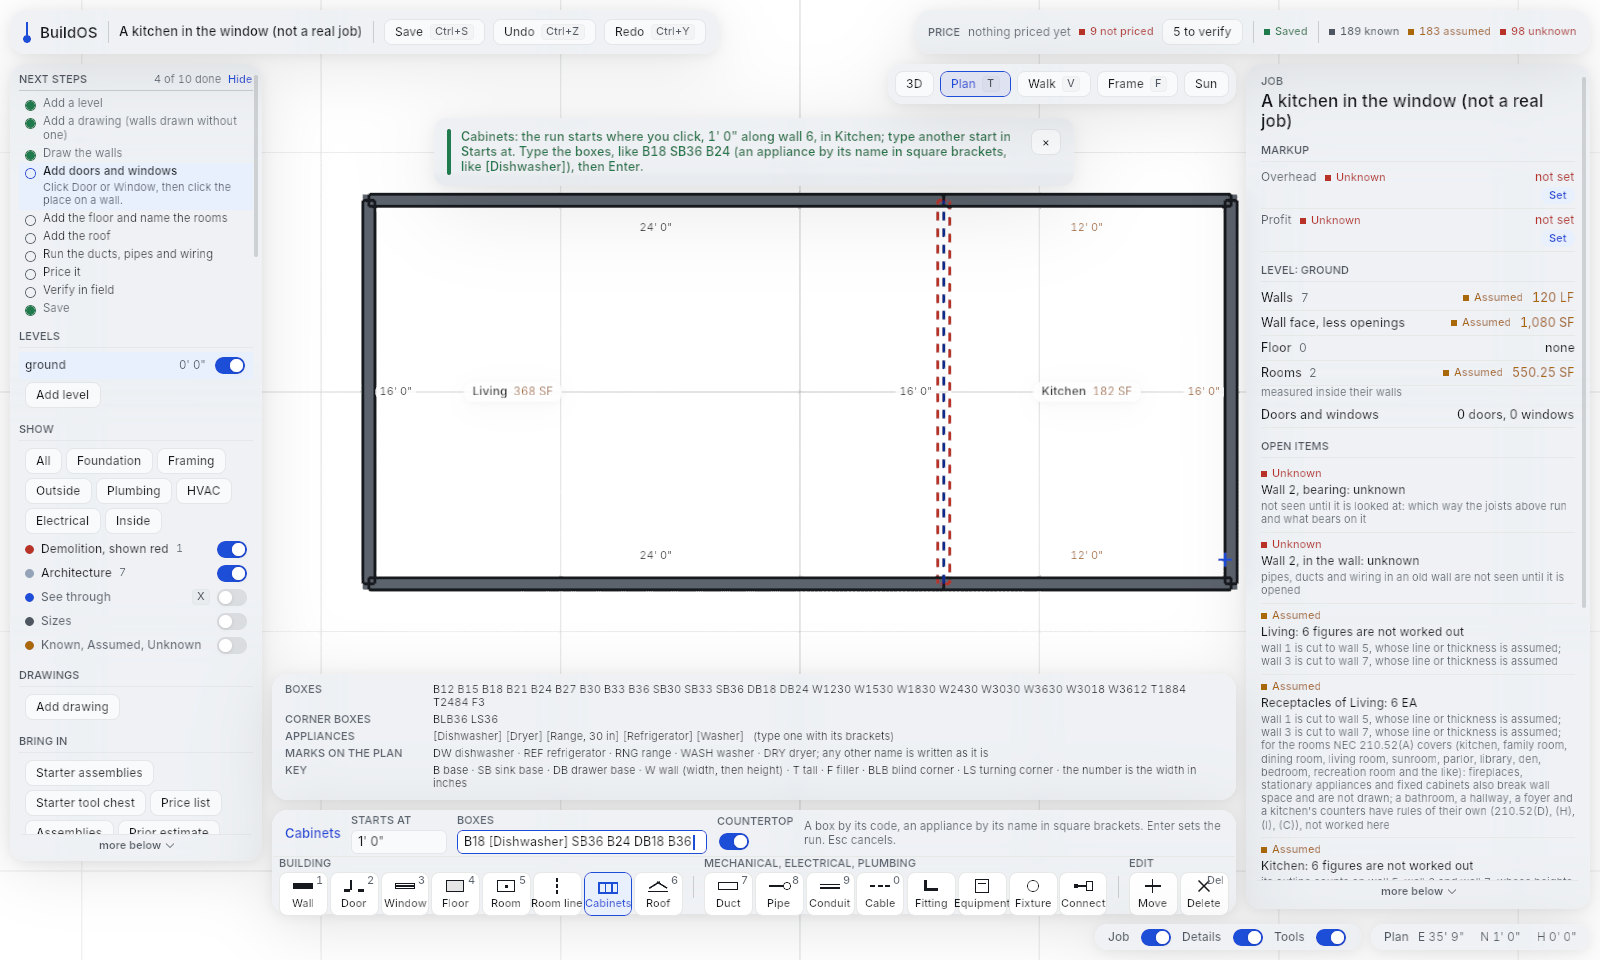 BuildOS
A kitchen in the window (not a real job)
Save Ctrl+S
Undo Ctrl+Z
Redo Ctrl+Y
PRICE nothing priced yet 9 not priced 5 to verify Saved 189 known 183 assumed 98 unknown
3D
Plan T
Walk V
Frame F
Sun
NEXT STEPS 4 of 10 done Hide
Add a level
Add a drawing (walls drawn without
one)
Draw the walls
Add doors and windows
Click Door or Window, then click the
place on a wall.
Add the floor and name the rooms
Add the roof
Run the ducts, pipes and wiring
Price it
Verify in field
Save
LEVELS
ground 0' 0"
Add level
SHOW
All Foundation Framing
Outside Plumbing HVAC
Electrical Inside
Demolition, shown red 1
Architecture 7
See through X
Sizes
Known, Assumed, Unknown
DRAWINGS
Add drawing
BRING IN
Starter assemblies
Starter tool chest Price list
Assemblies Prior estimate
more below
Cabinets: the run starts where you click, 1' 0" along wall 6, in Kitchen; type another start in
Starts at. Type the boxes, like B18 SB36 B24 (an appliance by its name in square brackets,
like [Dishwasher]), then Enter.
×
24' 0" 12' 0"
16' 0" Living 368 SF 16' 0" Kitchen 182 SF 16' 0"
24' 0" 12' 0"
BOXES B12 B15 B18 B21 B24 B27 B30 B33 B36 SB30 SB33 SB36 DB18 DB24 W1230 W1530 W1830 W2430 W3030 W3630 W3018 W3612 T1884
T2484 F3
CORNER BOXES BLB36 LS36
APPLIANCES [Dishwasher] [Dryer] [Range, 30 in] [Refrigerator] [Washer] (type one with its brackets)
MARKS ON THE PLAN DW dishwasher · REF refrigerator · RNG range · WASH washer · DRY dryer; any other name is written as it is
KEY B base · SB sink base · DB drawer base · W wall (width, then height) · T tall · F filler · BLB blind corner · LS turning corner · the number is the width in
inches
Cabinets
STARTS AT
1' 0"
BOXES
B18 [Dishwasher] SB36 B24 DB18 B36
COUNTERTOP
A box by its code, an appliance by its name in square brackets. Enter sets the
run. Esc cancels.
BUILDING
Wall 1
Door 2
Window 3
Floor 4
Room 5
Room line
Cabinets
Roof 6
MECHANICAL, ELECTRICAL, PLUMBING
Duct 7
Pipe 8
Conduit 9
Cable 0
Fitting
Equipment
Fixture
Connect
EDIT
Move
Delete Del
JOB
A kitchen in the window (not a real
job)
MARKUP
Overhead Unknown not set
Set
Profit Unknown not set
Set
LEVEL: GROUND
Walls 7 Assumed 120 LF
Wall face, less openings Assumed 1,080 SF
Floor 0 none
Rooms 2 Assumed 550.25 SF
measured inside their walls
Doors and windows 0 doors, 0 windows
OPEN ITEMS
Unknown
Wall 2, bearing: unknown
not seen until it is looked at: which way the joists above run
and what bears on it
Unknown
Wall 2, in the wall: unknown
pipes, ducts and wiring in an old wall are not seen until it is
opened
Assumed
Living: 6 figures are not worked out
wall 1 is cut to wall 5, whose line or thickness is assumed;
wall 3 is cut to wall 7, whose line or thickness is assumed
Assumed
Receptacles of Living: 6 EA
wall 1 is cut to wall 5, whose line or thickness is assumed;
wall 3 is cut to wall 7, whose line or thickness is assumed;
for the rooms NEC 210.52(A) covers (kitchen, family room,
dining room, living room, sunroom, parlor, library, den,
bedroom, recreation room and the like): fireplaces,
stationary appliances and fixed cabinets also break wall
space and are not drawn; a bathroom, a hallway, a foyer and
a kitchen's counters have rules of their own (210.52(D), (H),
(I), (C)), not worked here
Assumed
Kitchen: 6 figures are not worked out
more below
Job Details Tools
Plan E 35' 9" N 1' 0" H 0' 0"